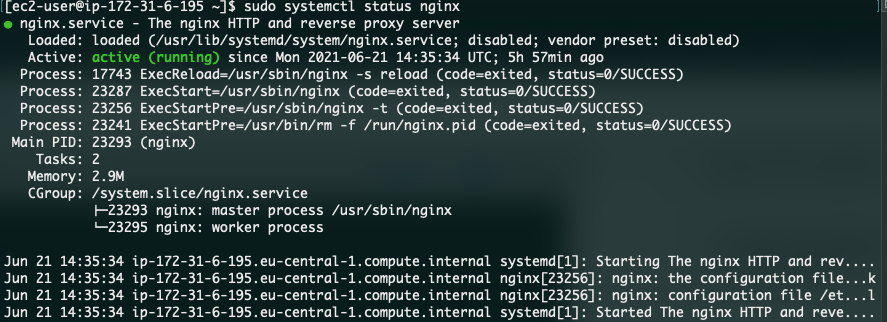 [ec2-user@ip-172-31-6-195 ~]$ sudo systemctl status nginx
● nginx.service - The nginx HTTP and reverse proxy server
   Loaded: loaded (/usr/lib/systemd/system/nginx.service; disabled; vendor preset: disabled)
   Active: active (running) since Mon 2021-06-21 14:35:34 UTC; 5h 57min ago
  Process: 17743 ExecReload=/usr/sbin/nginx -s reload (code=exited, status=0/SUCCESS)
  Process: 23287 ExecStart=/usr/sbin/nginx (code=exited, status=0/SUCCESS)
  Process: 23256 ExecStartPre=/usr/sbin/nginx -t (code=exited, status=0/SUCCESS)
  Process: 23241 ExecStartPre=/usr/bin/rm -f /run/nginx.pid (code=exited, status=0/SUCCESS)
 Main PID: 23293 (nginx)
    Tasks: 2
   Memory: 2.9M
   CGroup: /system.slice/nginx.service
           ├─23293 nginx: master process /usr/sbin/nginx
           └─23295 nginx: worker process
Jun 21 14:35:34 ip-172-31-6-195.eu-central-1.compute.internal systemd[1]: Starting The nginx HTTP and rev....
Jun 21 14:35:34 ip-172-31-6-195.eu-central-1.compute.internal nginx[23256]: nginx: the configuration file...k
Jun 21 14:35:34 ip-172-31-6-195.eu-central-1.compute.internal nginx[23256]: nginx: configuration file /et...l
Jun 21 14:35:34 ip-172-31-6-195.eu-central-1.compute.internal systemd[1]: Started The nginx HTTP and reve....